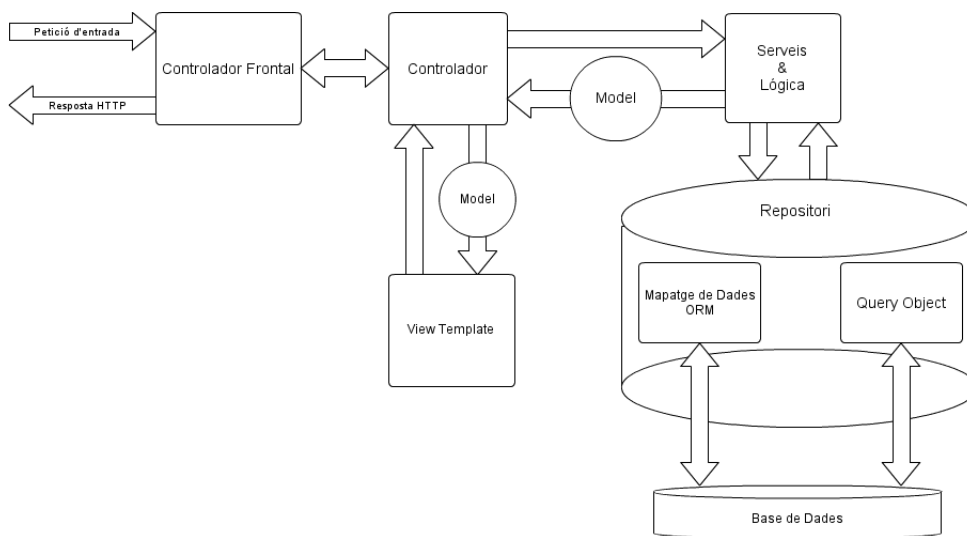 Petició d'entrada
Resposta HTTP
Controlador Frontal
Controlador
Model
Serveis
&
Lógica
Model
View Template
Repositori
Mapatge de Dades
ORM
Query Object
Base de Dades